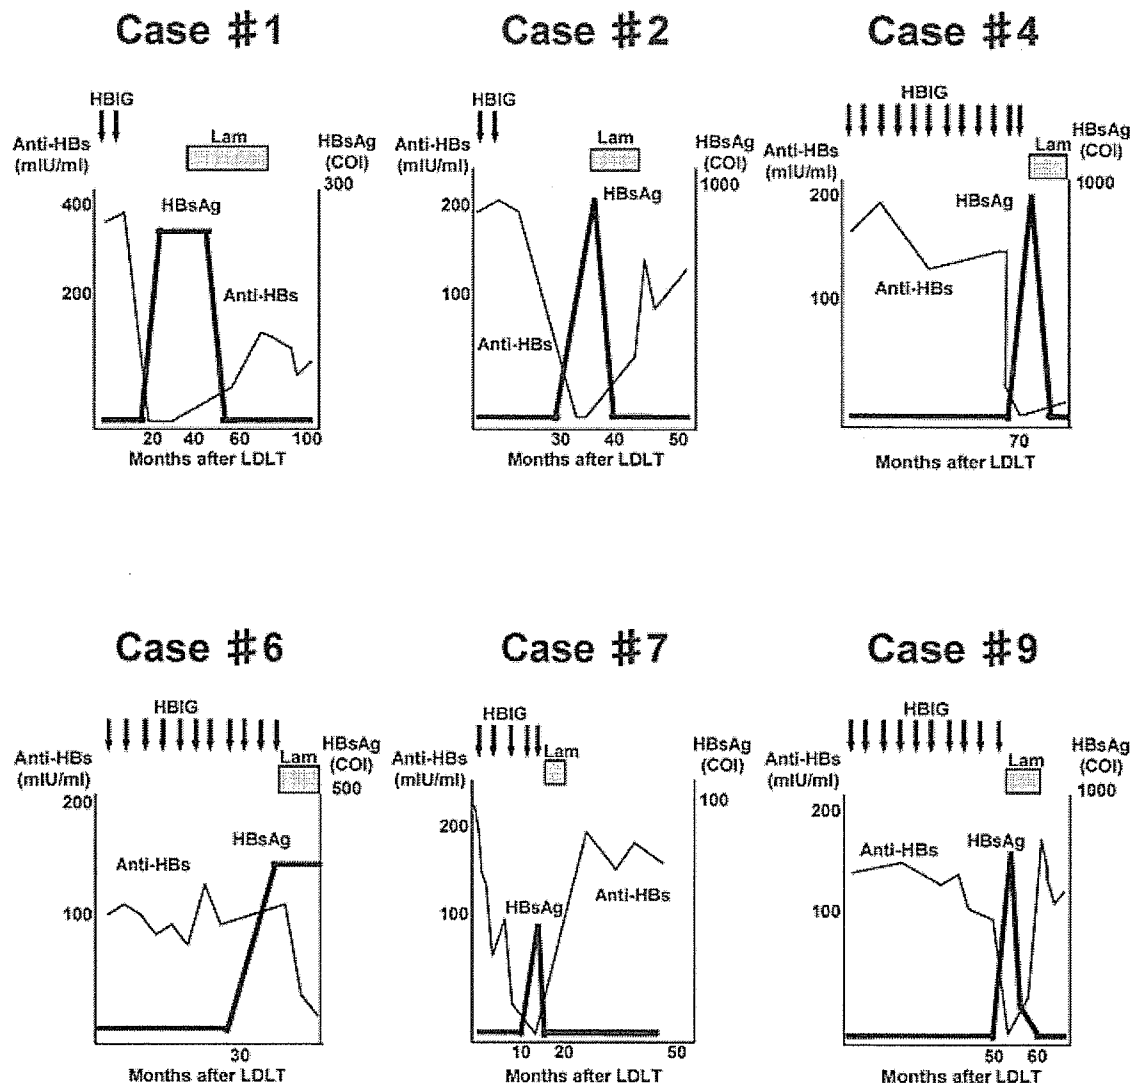 Case #1
HBIG
Anti-HBs
(mIU/ml)
Lam
HBsAg
(COI)
300
400
HBsAg
200
Anti-HBs
20 40 60 100
Months after LDLT
Case #2
HBIG
Anti-HBs
(mIU/ml)
Lam
HBsAg
(COI)
1000
200
HBsAg
100
Anti-HBs
30 40 50
Months after LDLT
Case #4
HBIG
Anti-HBs
(mIU/ml)
Lam
HBsAg
(COI)
1000
200
HBsAg
Anti-HBs
100
70
Months after LDLT
Case #6
HBIG
Anti-HBs
(mIU/ml)
Lam
HBsAg
(COI)
500
200
HBsAg
Anti-HBs
100
30
Months after LDLT
Case #7
HBIG
Anti-HBs
(mIU/ml)
Lam
HBsAg
(COI)
100
200
HBsAg
Anti-HBs
100
10 20 50
Months after LDLT
Case #9
HBIG
Anti-HBs
(mIU/ml)
Lam
HBsAg
(COI)
1000
200
Anti-HBs
HBsAg
100
50 60
Months after LDLT